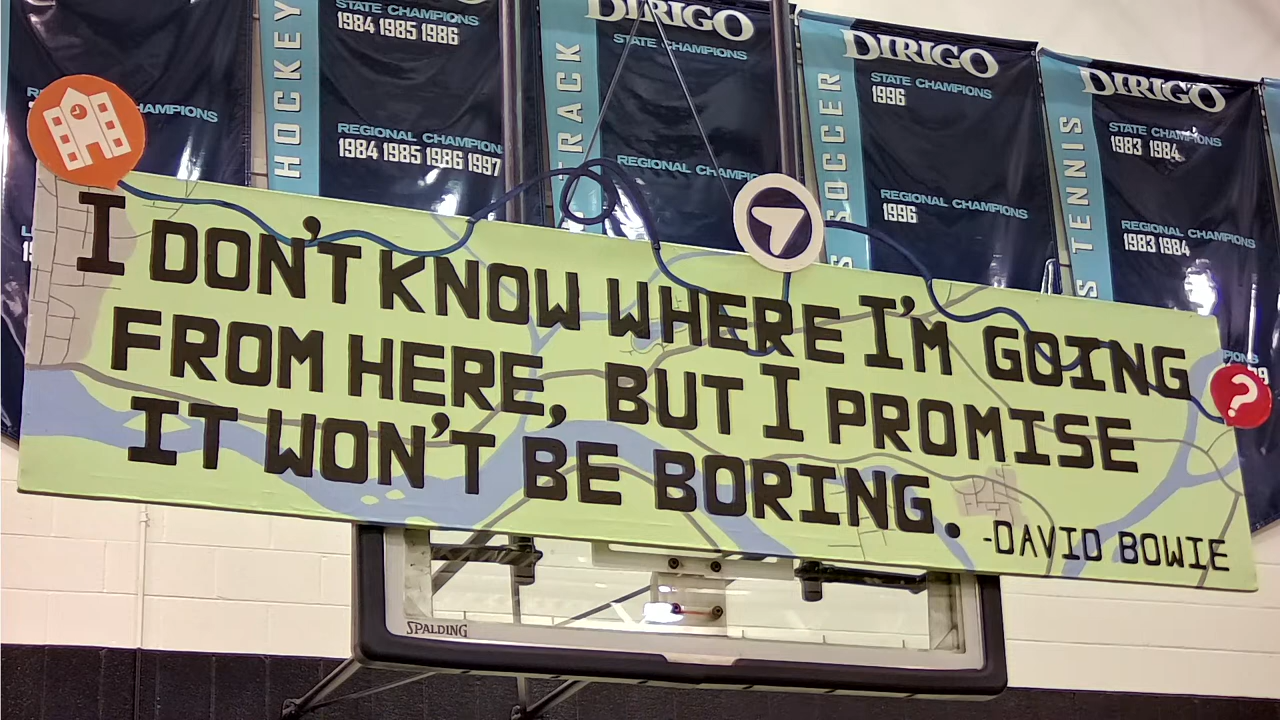 HOCKEY
STATE CHAMPIONS
1984 1985 1986
REGIONAL CHAMPIONS
1984 1985 1986 1997
TRACK
DIRIGO
STATE CHAMPIONS
REGIONAL CHAMPIONS
SOCCER
DIRIGO
STATE CHAMPIONS
1996
REGIONAL CHAMPIONS
1996
TENNIS
DIRIGO
STATE CHAMPIONS
1983 1984
REGIONAL CHAMPIONS
1983 1984
I DON'T KNOW WHERE I'M GOING
FROM HERE, BUT I PROMISE
IT WON'T BE BORING.
-DAVID BOWIE
?
SPALDING